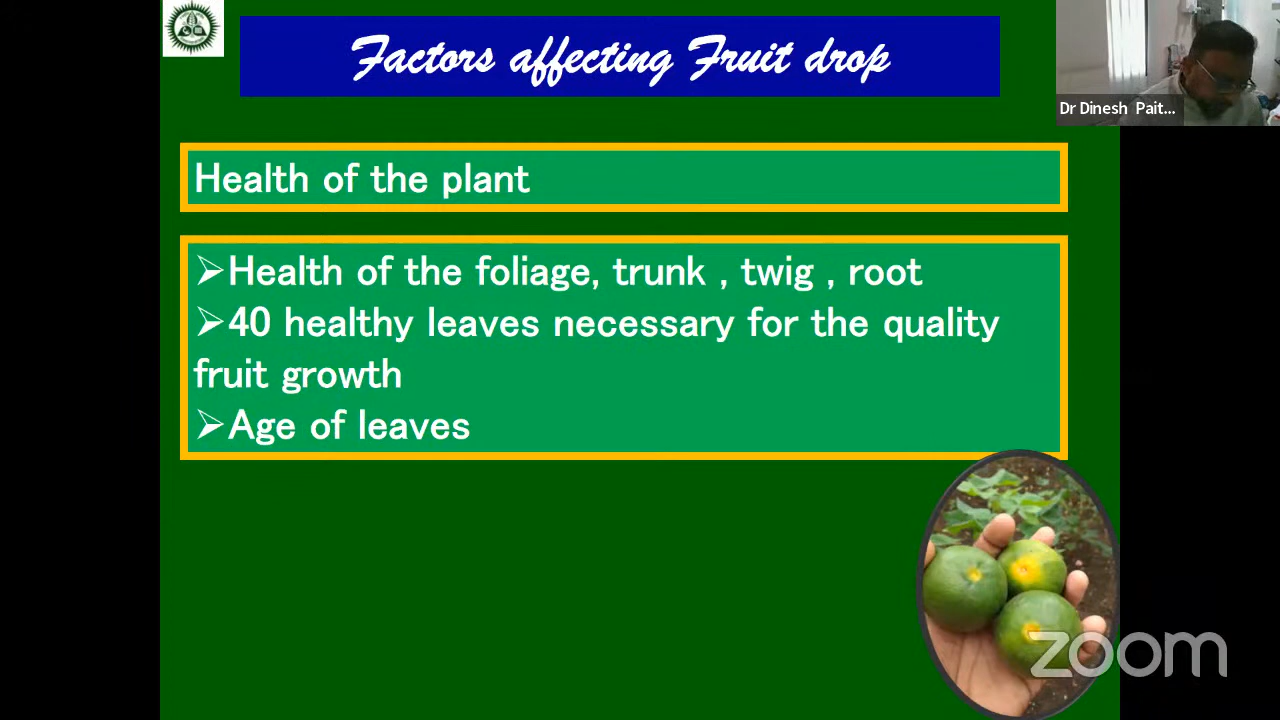 Factors affecting Fruit drop
Dr Dinesh Pait...
Health of the plant
➢Health of the foliage, trunk , twig , root
➢40 healthy leaves necessary for the quality
fruit growth
➢Age of leaves
zoom